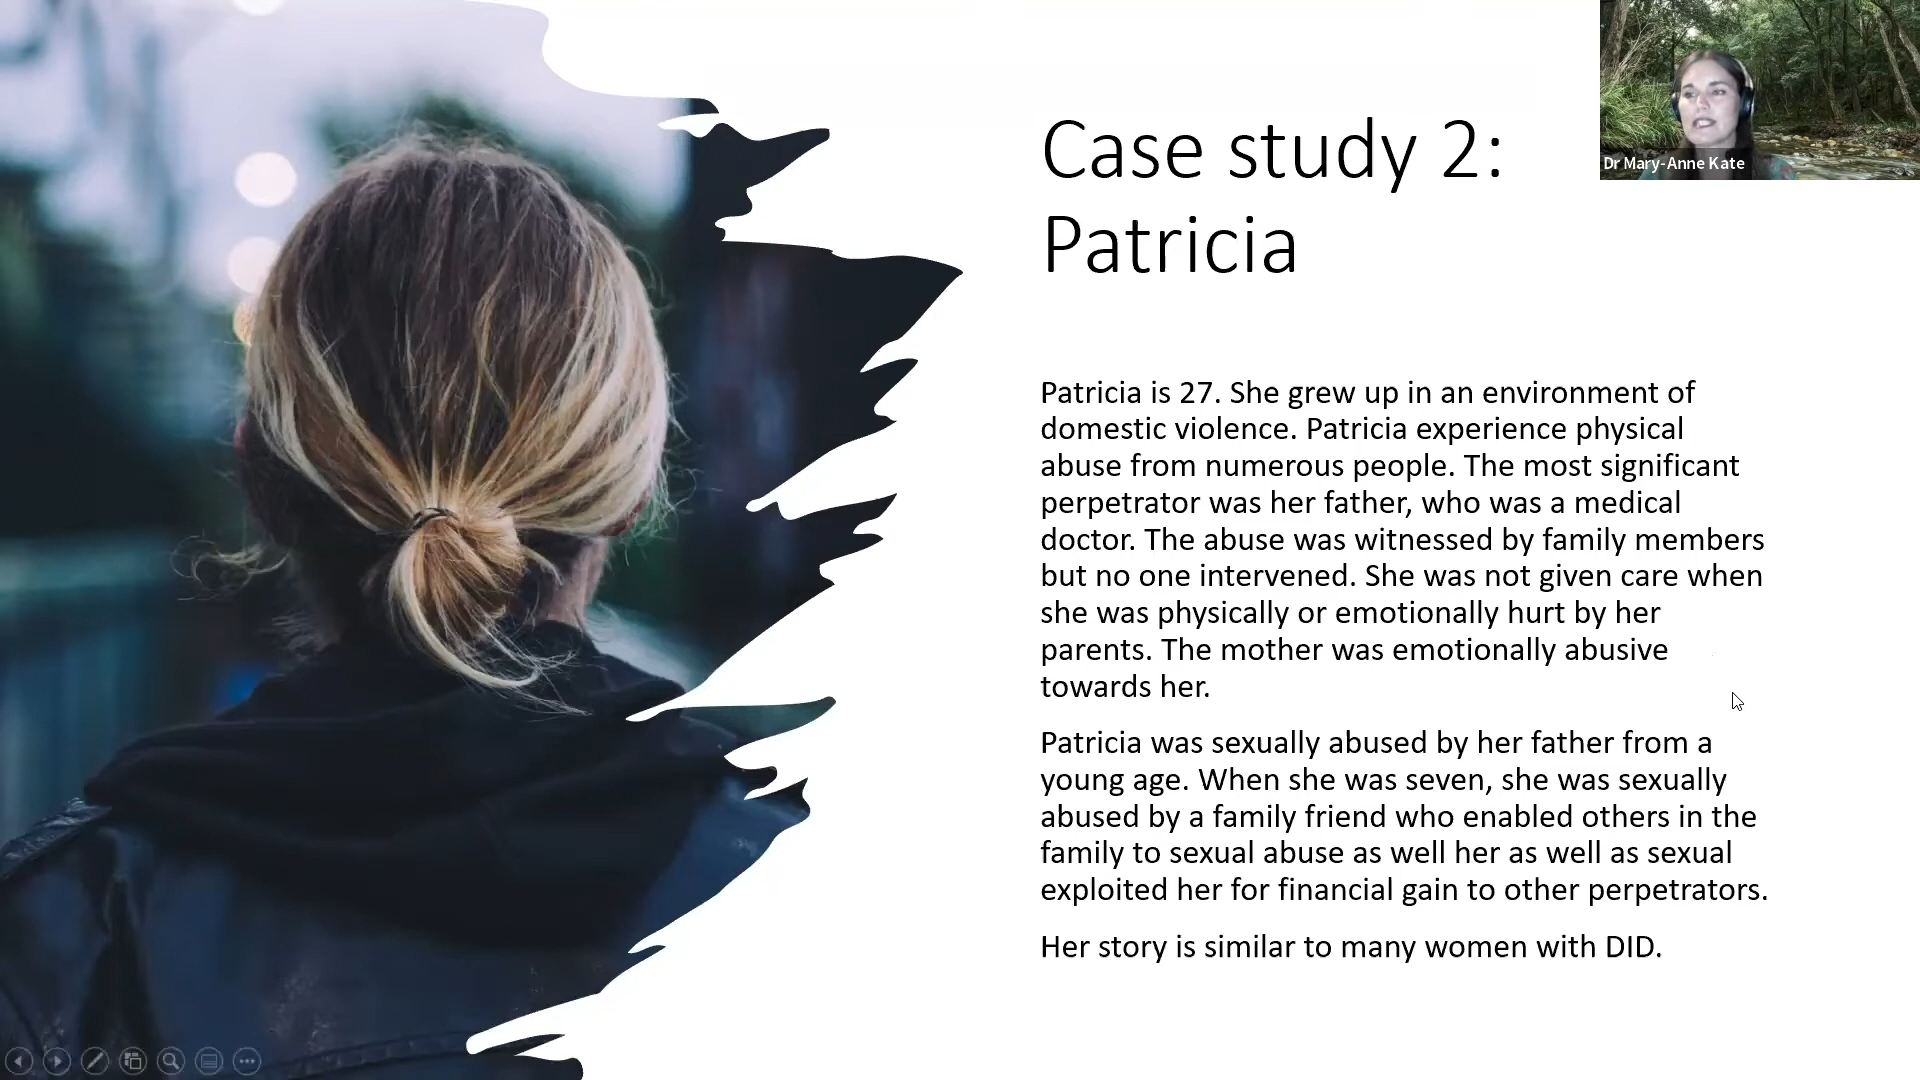 Case study 2:
Patricia
Dr Mary-Anne Kate
Patricia is 27. She grew up in an environment of
domestic violence. Patricia experience physical
abuse from numerous people. The most significant
perpetrator was her father, who was a medical
doctor. The abuse was witnessed by family members
but no one intervened. She was not given care when
she was physically or emotionally hurt by her
parents. The mother was emotionally abusive
towards her.
Patricia was sexually abused by her father from a
young age. When she was seven, she was sexually
abused by a family friend who enabled others in the
family to sexual abuse as well her as well as sexual
exploited her for financial gain to other perpetrators.
Her story is similar to many women with DID.